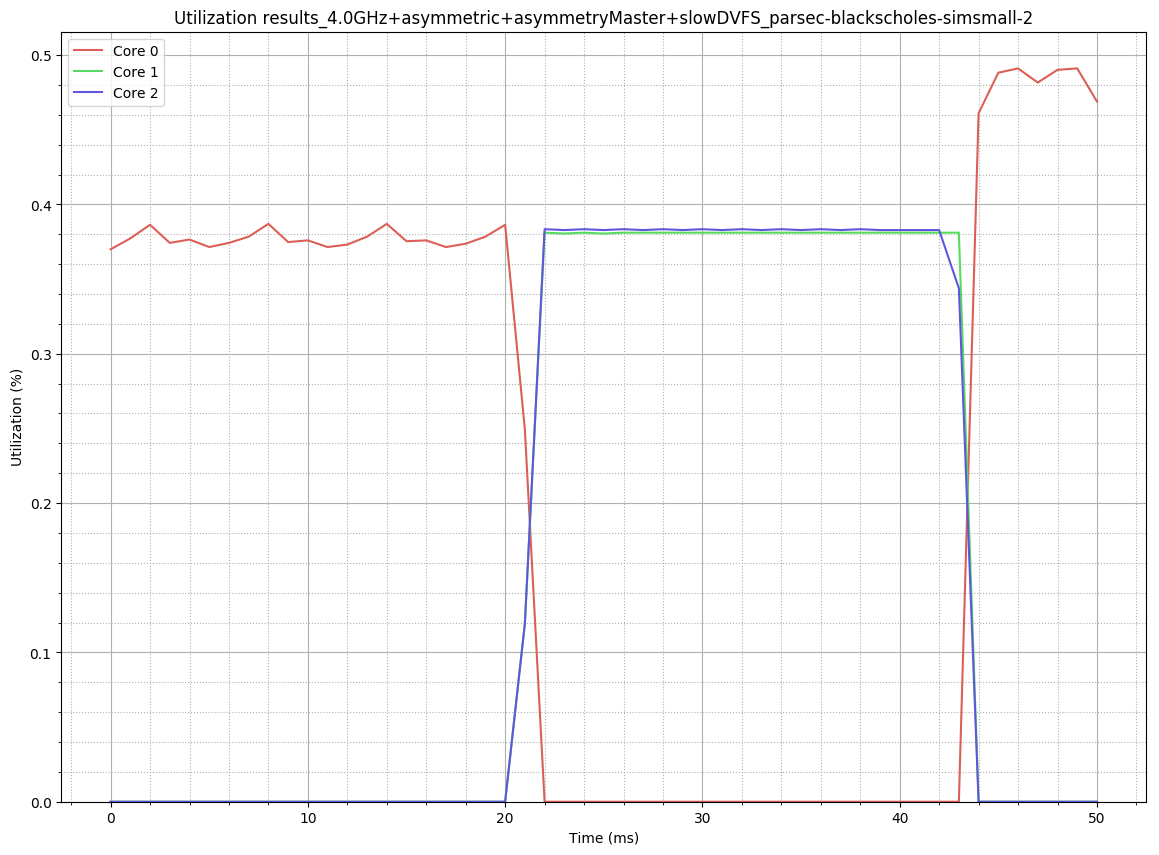 Utilization results_4.0GHz+asymmetric+asymmetryMaster+slowDVFS_parsec-blackscholes-simsmall-2
Core 0
Core 1
Core 2
0.5
0.4
0.3
0.2
0.1
0.0
Utilization (%)
0 10 20 30 40 50
Time (ms)